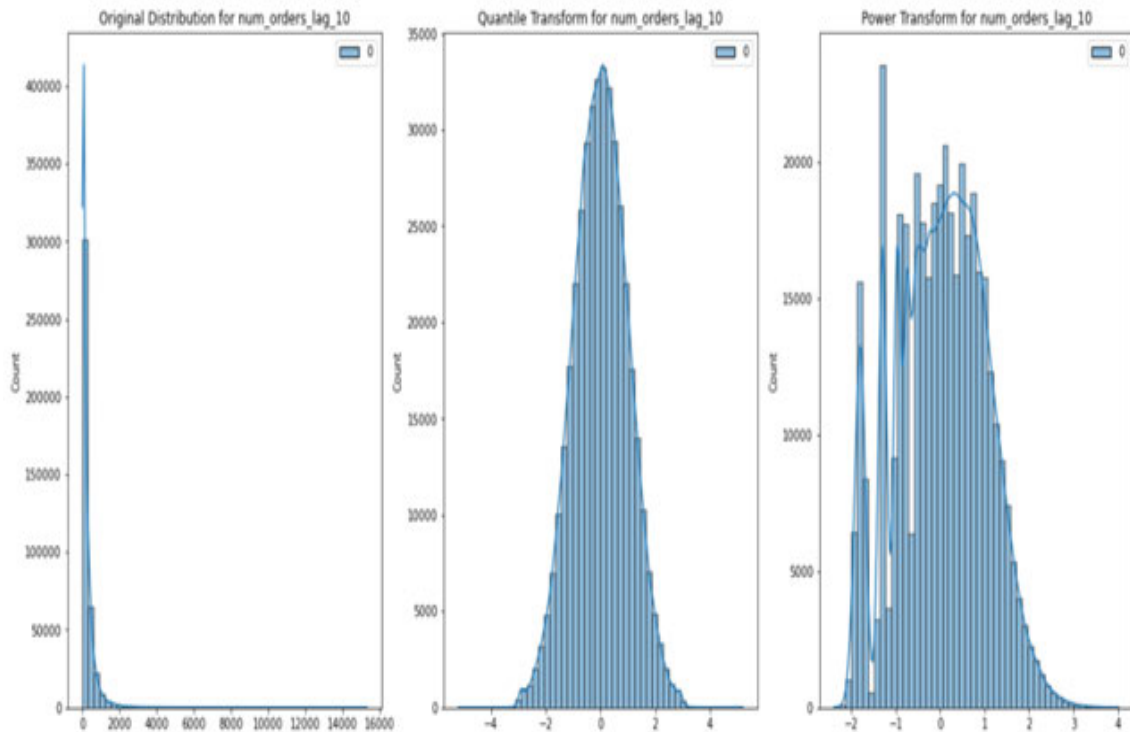 Original Distribution for num_orders_lag_10
0
400000
350000
300000
250000
200000
150000
100000
50000
0
Count
0 2000 4000 6000 8000 10000 12000 14000 16000
Quantile Transform for num_orders_lag_10
0
35000
30000
25000
20000
15000
10000
5000
0
Count
−4 −2 0 2 4
Power Transform for num_orders_lag_10
0
20000
15000
10000
5000
0
Count
−2 −1 0 1 2 3 4